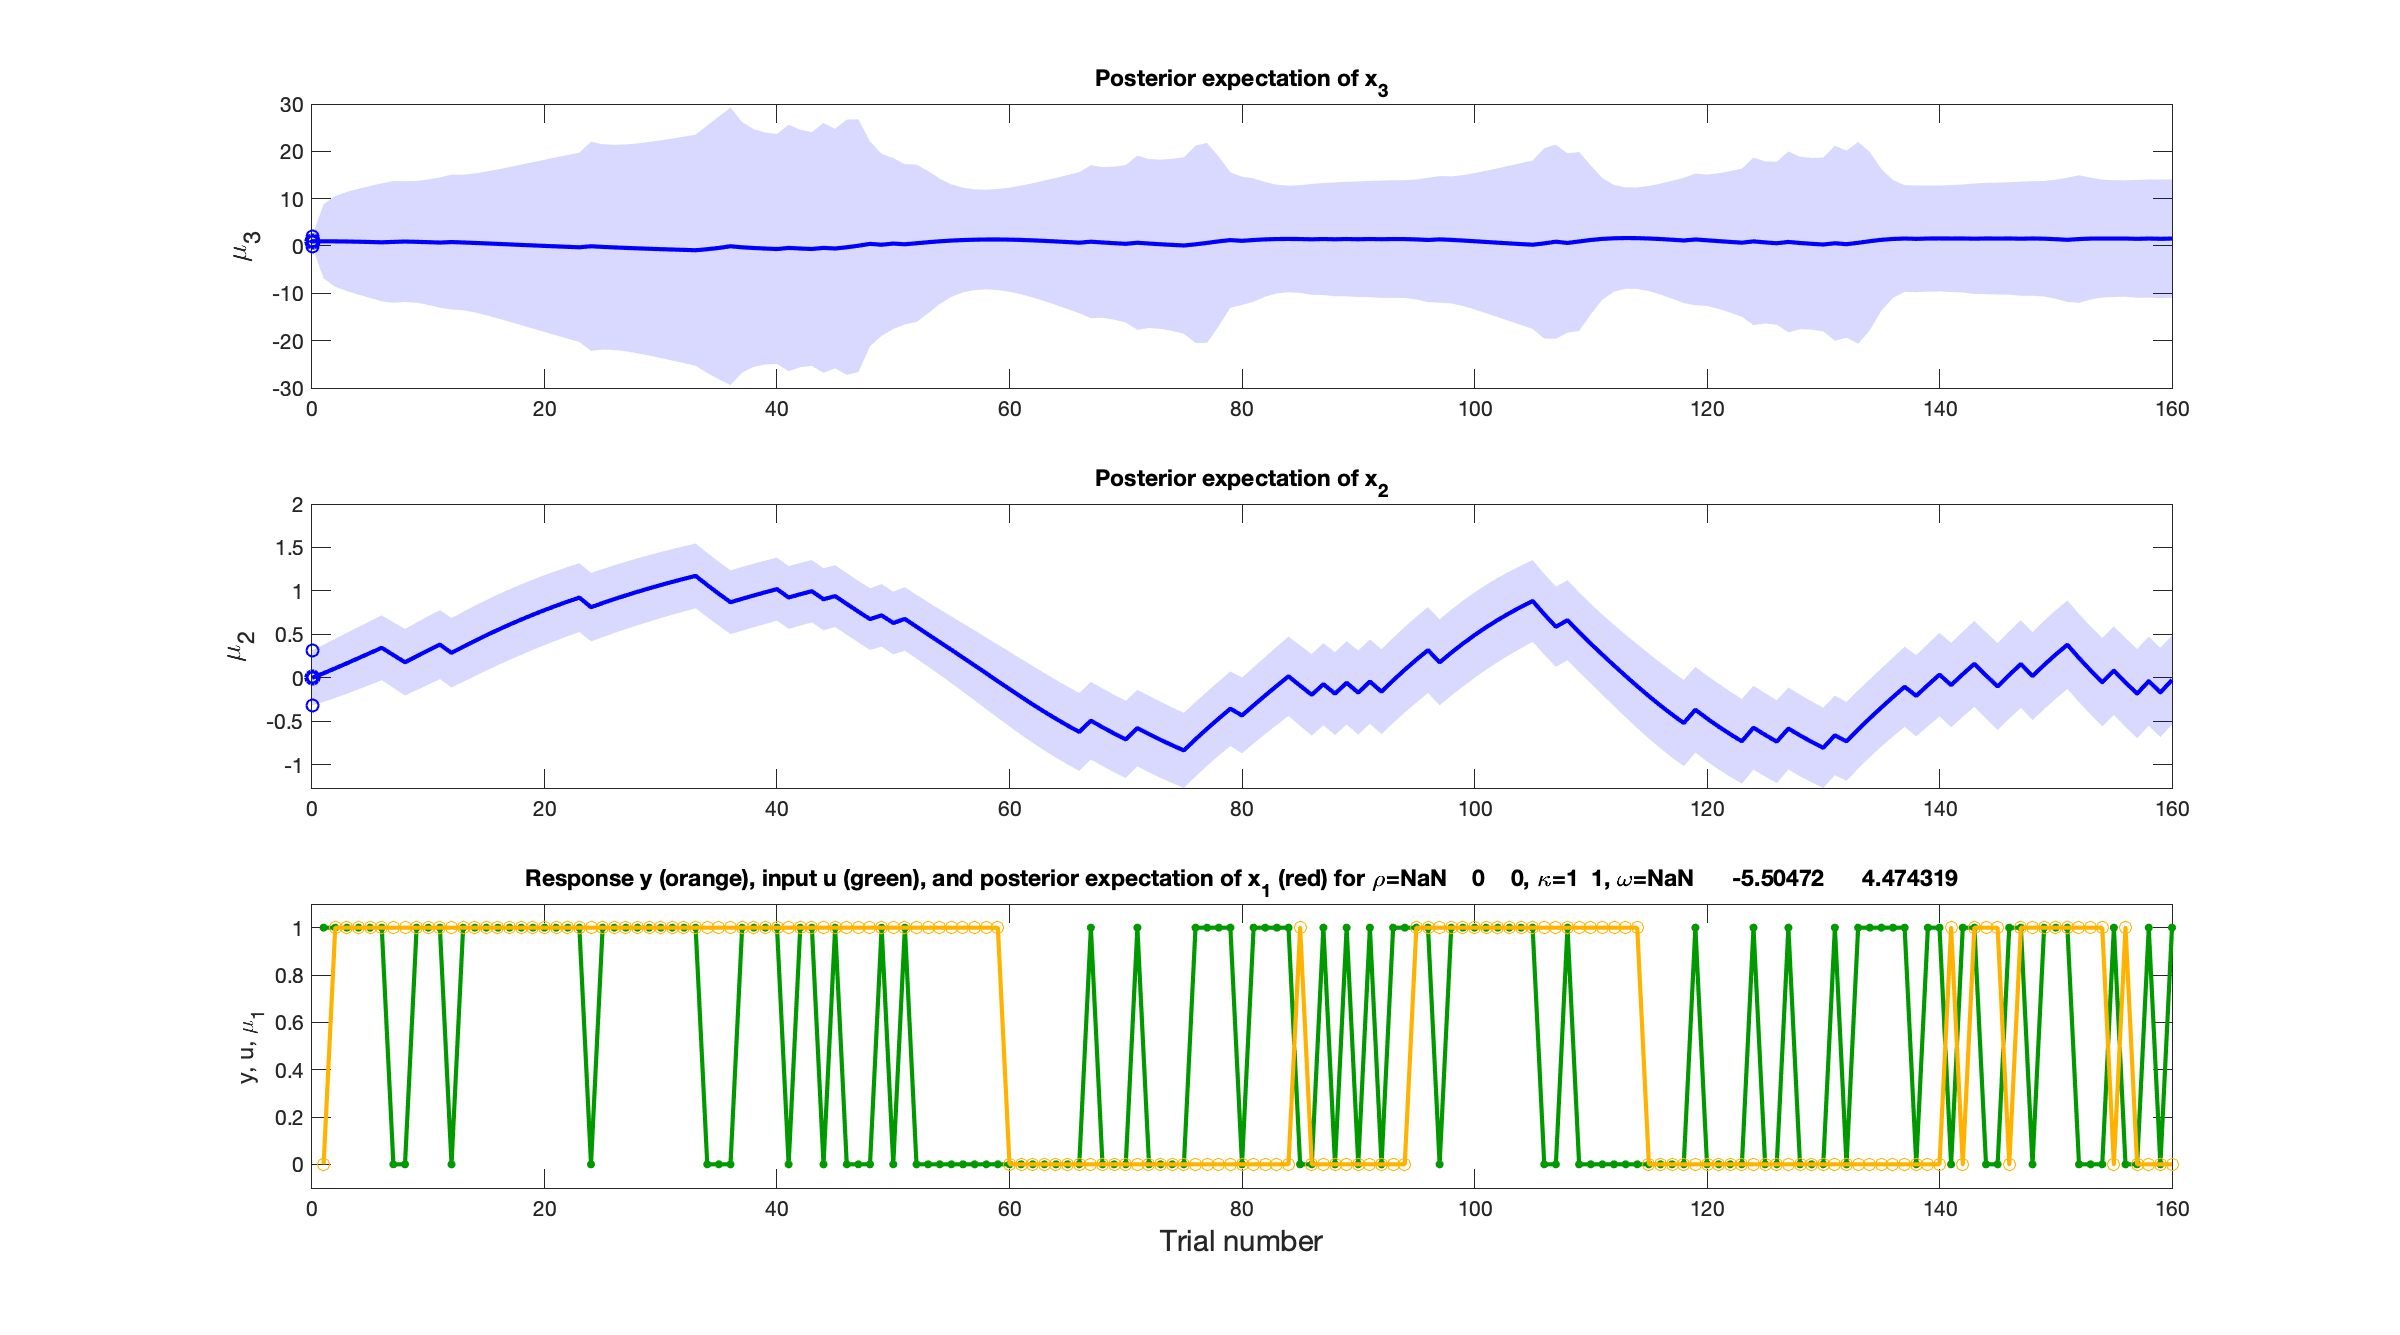 Posterior expectation of x3
30
20
10
0
-10
-20
-30
μ3
0 20 40 60 80 100 120 140 160
Posterior expectation of x2
2
1.5
1
0.5
0
-0.5
-1
μ2
0 20 40 60 80 100 120 140 160
Response y (orange), input u (green), and posterior expectation of x1 (red) for ρ=NaN 0 0, κ=1 1, ω=NaN -5.50472 4.474319
1
0.8
0.6
0.4
0.2
0
y, u, μ1
0 20 40 60 80 100 120 140 160
Trial number